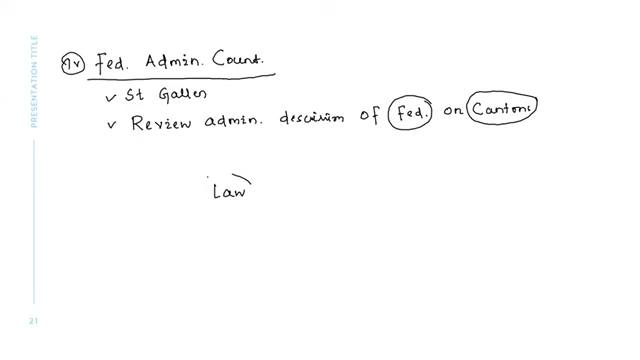 PRESENTATION TITLE
iv Fed. Admin. Court.
✓ St Gallen
✓ Review admin. descision of Fed. on Cantons
Law
21